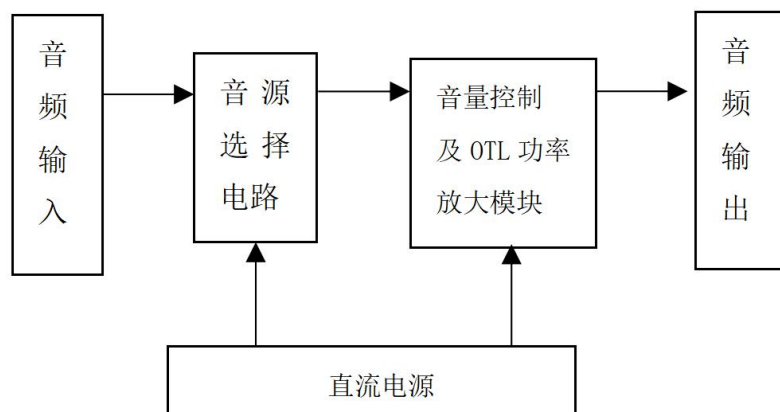 音频输入
音源
选择
电路
音量控制
及 OTL 功率
放大模块
音频输出
直流电源